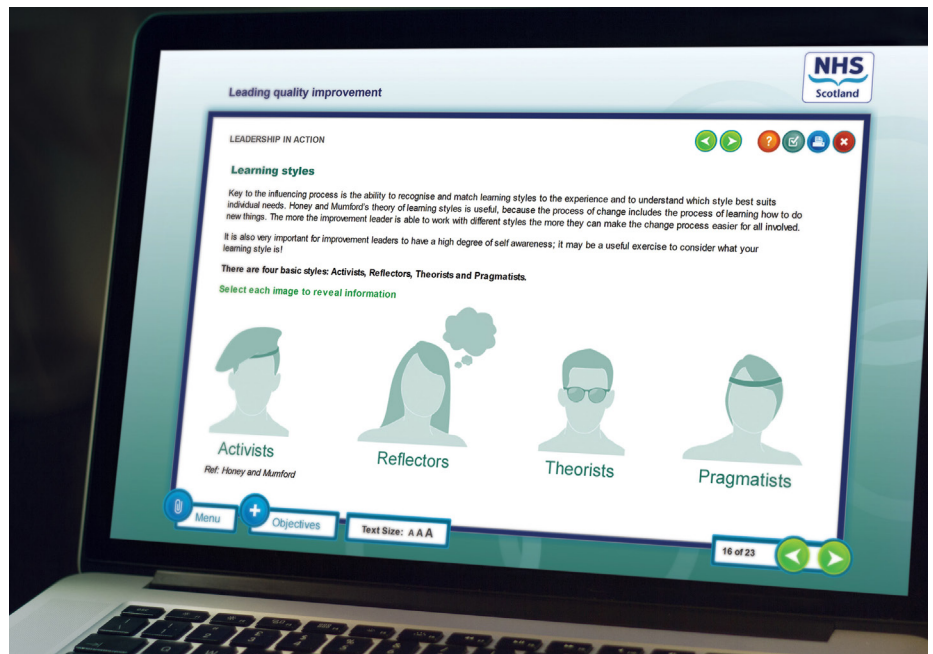 NHS
Scotland
Leading quality improvement
LEADERSHIP IN ACTION
?
Learning styles
Key to the influencing process is the ability to recognise and match learning styles to the experience and to understand which style best suits
individual needs. Honey and Mumford's theory of learning styles is useful, because the process of change includes the process of learning how to do
new things. The more the improvement leader is able to work with different styles the more they can make the change process easier for all involved.
It is also very important for improvement leaders to have a high degree of self awareness; it may be a useful exercise to consider what your
learning style is!
There are four basic styles: Activists, Reflectors, Theorists and Pragmatists.
Select each image to reveal information
Activists
Reflectors
Theorists
Pragmatists
Ref: Honey and Mumford
Menu
Objectives
Text Size: A A A
16 of 23